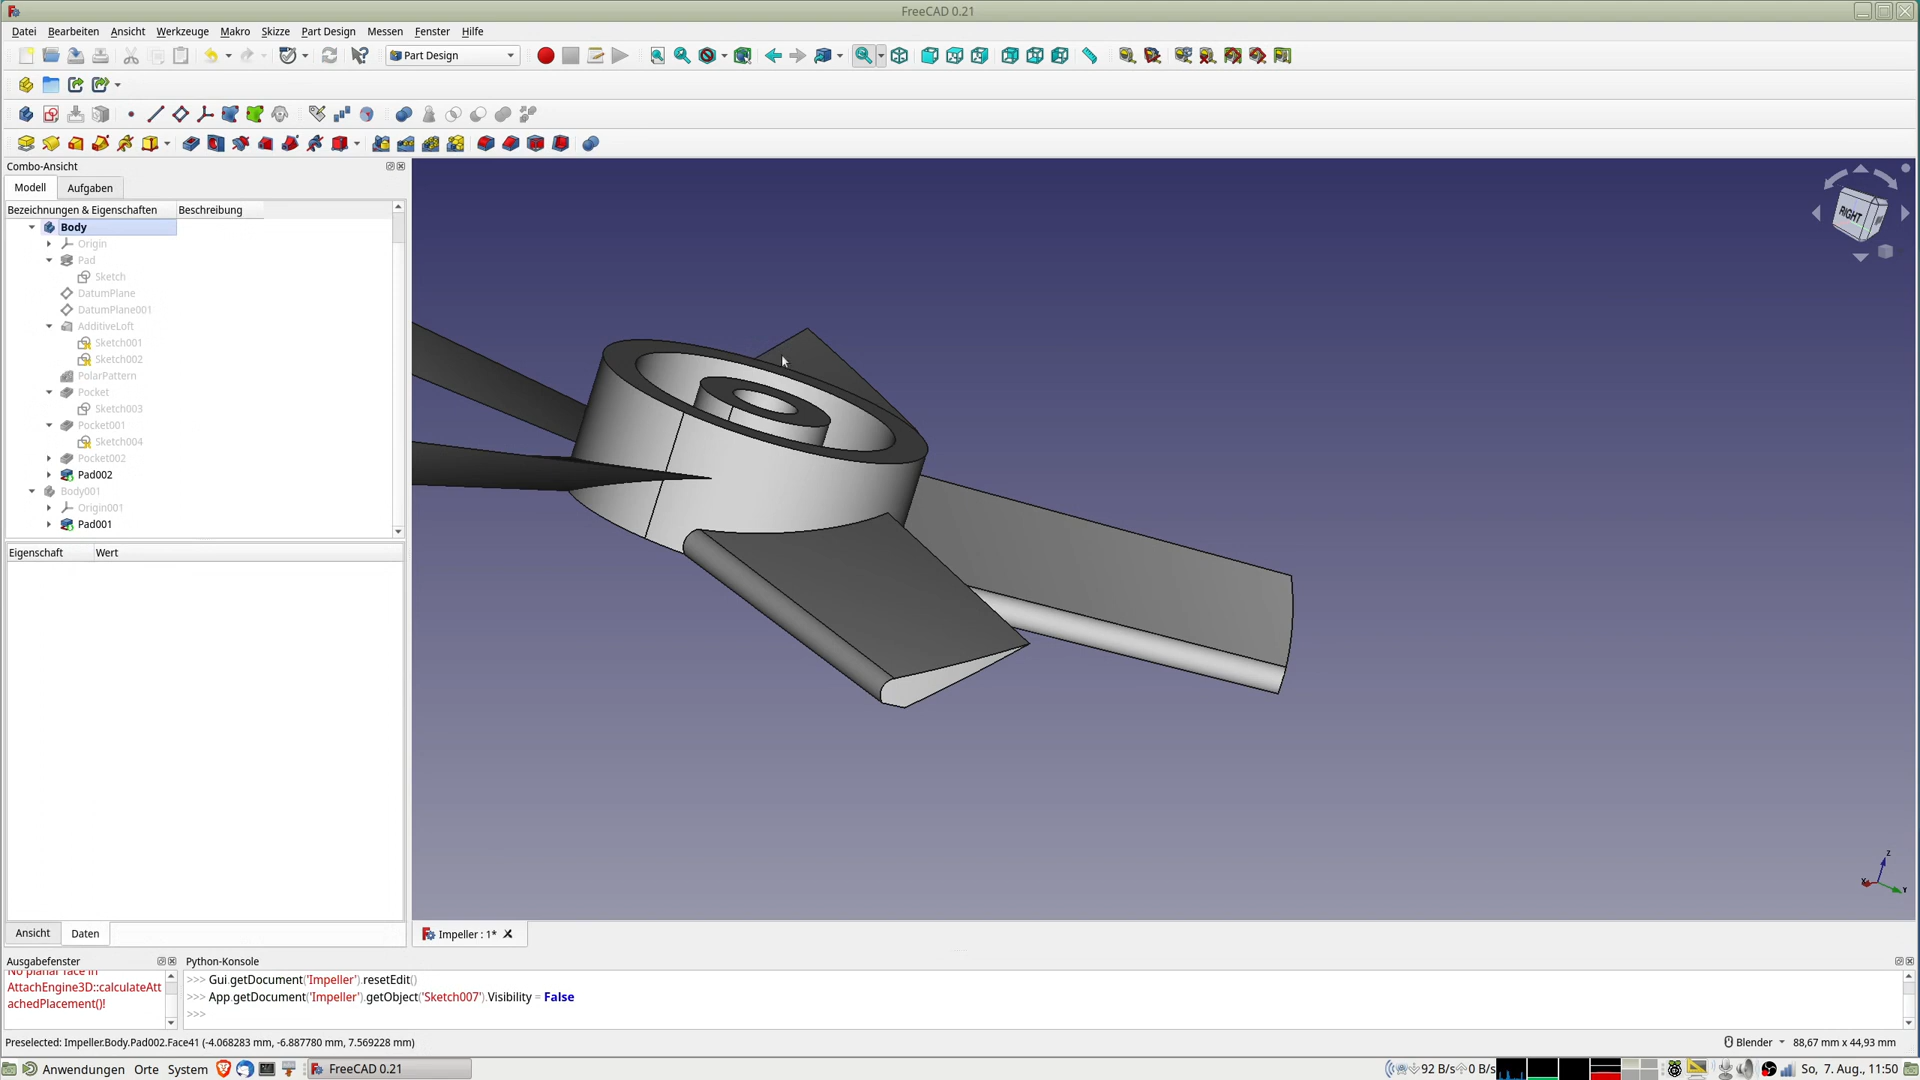 FreeCAD 0.21
Datei Bearbeiten Ansicht Werkzeuge Makro Skizze Part Design Messen Fenster Hilfe
Part Design
Combo-Ansicht
Modell Aufgaben
Bezeichnungen & Eigenschaften Beschreibung
Body
Origin
Pad
Sketch
DatumPlane
DatumPlane001
AdditiveLoft
Sketch001
Sketch002
PolarPattern
Pocket
Sketch003
Pocket001
Sketch004
Pocket002
Pad002
Body001
Origin001
Pad001
Eigenschaft Wert
RIGHT
Z
X
Y
Ansicht Daten
Impeller : 1*
Ausgabefenster
No planar face in
AttachEngine3D::calculateAtt
achedPlacement()!
Python-Konsole
>>> Gui.getDocument('Impeller').resetEdit()
>>> App.getDocument('Impeller').getObject('Sketch007').Visibility = False
>>>
Preselected: Impeller.Body.Pad002.Face41 (-4.068283 mm, -6.887780 mm, 7.569228 mm)
Blender 88,67 mm x 44,93 mm
Anwendungen Orte System FreeCAD 0.21 92 B/s 0 B/s So, 7. Aug., 11:50